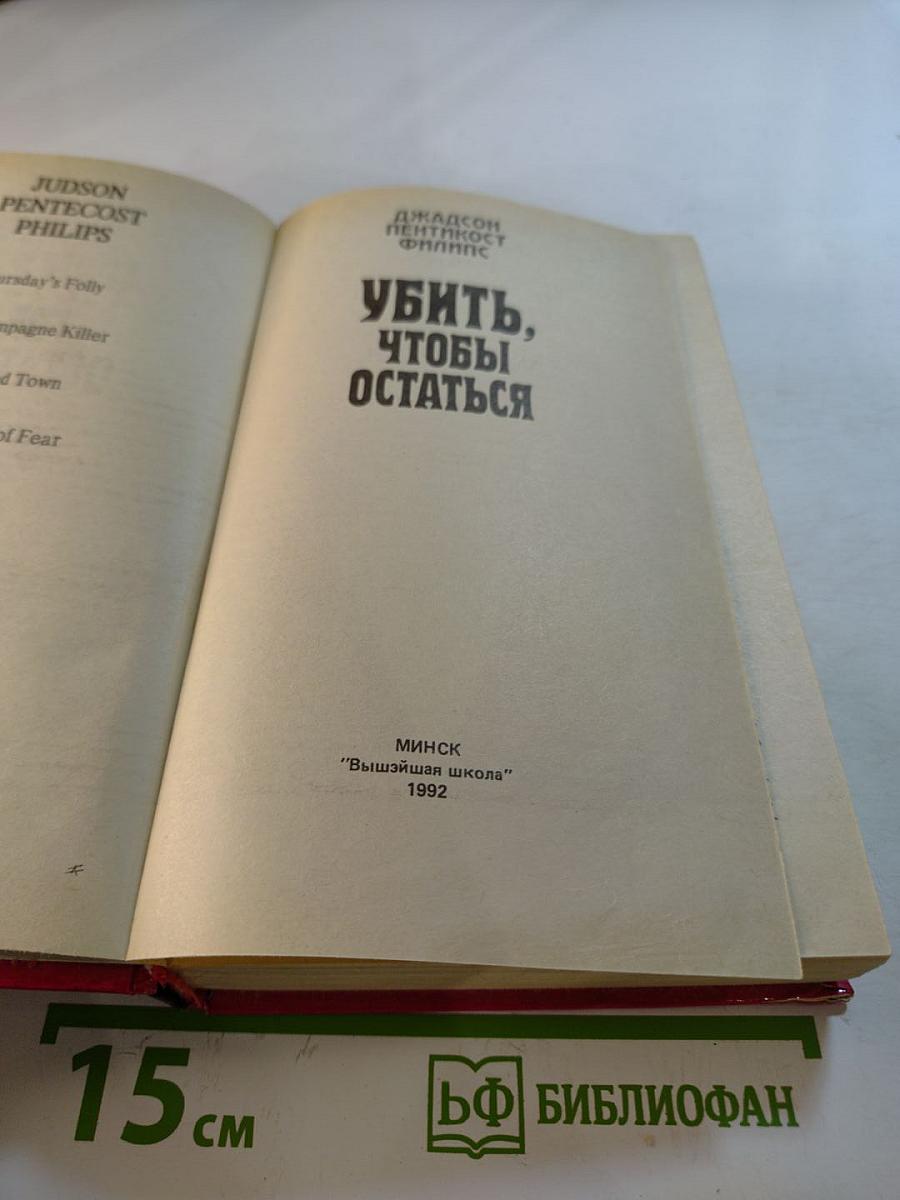 JUDSON
PENTECOST
PHILIPS
ursday's Folly
mpagne Killer
d Town
of Fear
ДЖАДСОН
ПЕНТИКОСТ
ФИЛИПС
УБИТЬ,
ЧТОБЫ
ОСТАТЬСЯ
МИНСК
"Вышэйшая школа"
1992
15 см
БФ БИБЛИОФАН